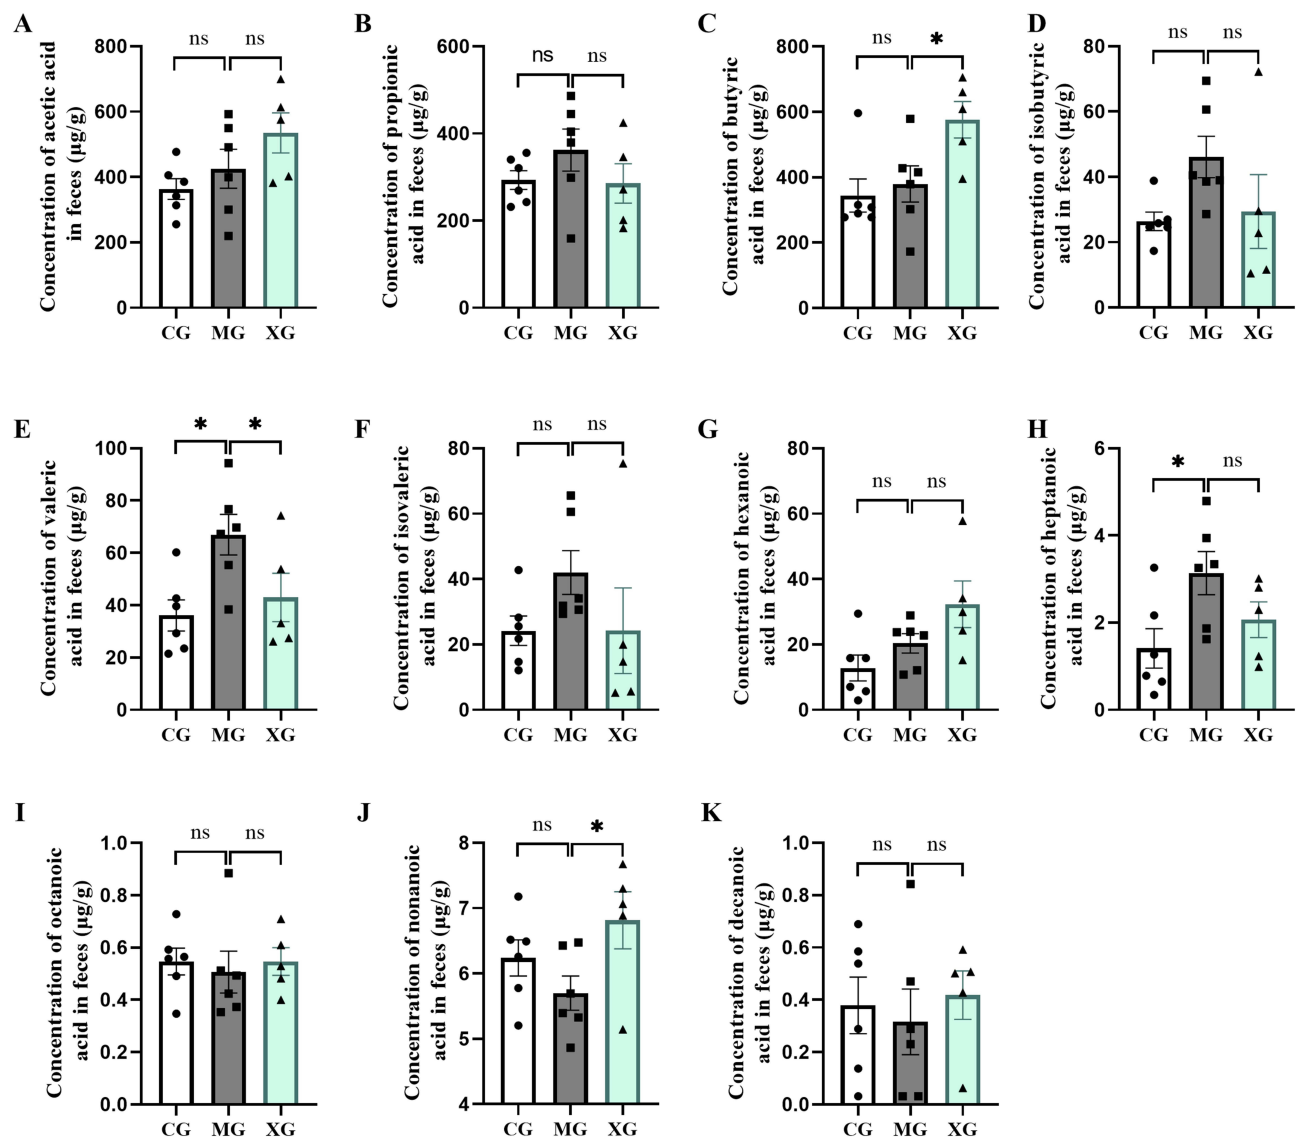 A
Concentration of acetic acid
in feces (μg/g)
800
600
400
200
0
ns
ns
CG
MG
XG
B
Concentration of propionic
acid in feces (μg/g)
600
400
200
0
ns
ns
CG
MG
XG
C
Concentration of butyric
acid in feces (μg/g)
800
600
400
200
0
ns
*
CG
MG
XG
D
Concentration of isobutyric
acid in feces (μg/g)
80
60
40
20
0
ns
ns
CG
MG
XG
E
Concentration of valeric
acid in feces (μg/g)
100
80
60
40
20
0
*
*
CG
MG
XG
F
Concentration of isovaleric
acid in feces (μg/g)
80
60
40
20
0
ns
ns
CG
MG
XG
G
Concentration of hexanoic
acid in feces (μg/g)
80
60
40
20
0
ns
ns
CG
MG
XG
H
Concentration of heptanoic
acid in feces (μg/g)
6
4
2
0
*
ns
CG
MG
XG
I
Concentration of octanoic
acid in feces (μg/g)
1.0
0.8
0.6
0.4
0.2
0.0
ns
ns
CG
MG
XG
J
Concentration of nonanoic
acid in feces (μg/g)
8
7
6
5
4
ns
*
CG
MG
XG
K
Concentration of decanoic
acid in feces (μg/g)
1.0
0.8
0.6
0.4
0.2
0.0
ns
ns
CG
MG
XG